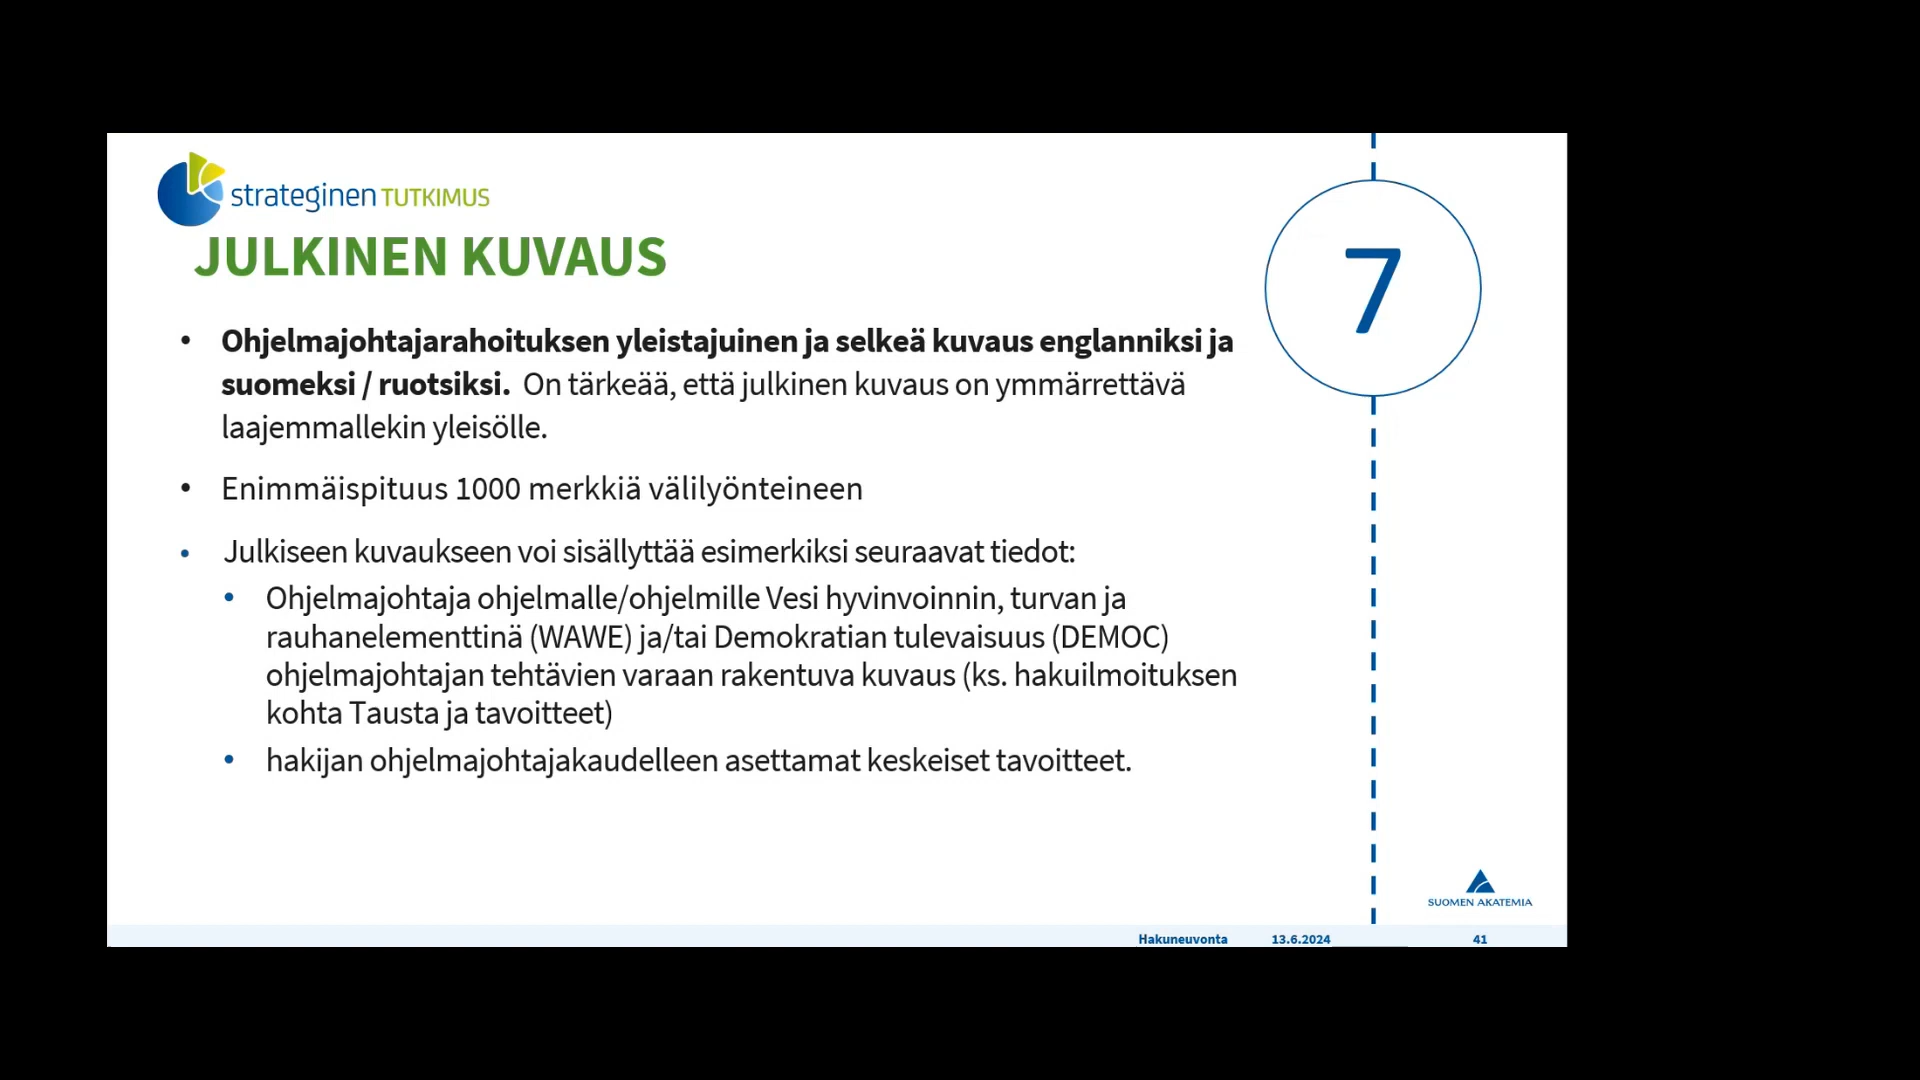 strateginen TUTKIMUS
JULKINEN KUVAUS
7
• Ohjelmajohtajarahoituksen yleistajuinen ja selkeä kuvaus englanniksi ja
suomeksi / ruotsiksi. On tärkeää, että julkinen kuvaus on ymmärrettävä
laajemmallekin yleisölle.
• Enimmäispituus 1000 merkkiä välilyönteineen
• Julkiseen kuvaukseen voi sisällyttää esimerkiksi seuraavat tiedot:
• Ohjelmajohtaja ohjelmalle/ohjelmille Vesi hyvinvoinnin, turvan ja
rauhanelementtinä (WAWE) ja/tai Demokratian tulevaisuus (DEMOC)
ohjelmajohtajan tehtävien varaan rakentuva kuvaus (ks. hakuilmoituksen
kohta Tausta ja tavoitteet)
• hakijan ohjelmajohtajakaudelleen asettamat keskeiset tavoitteet.
SUOMEN AKATEMIA
Hakuneuvonta 13.6.2024 41